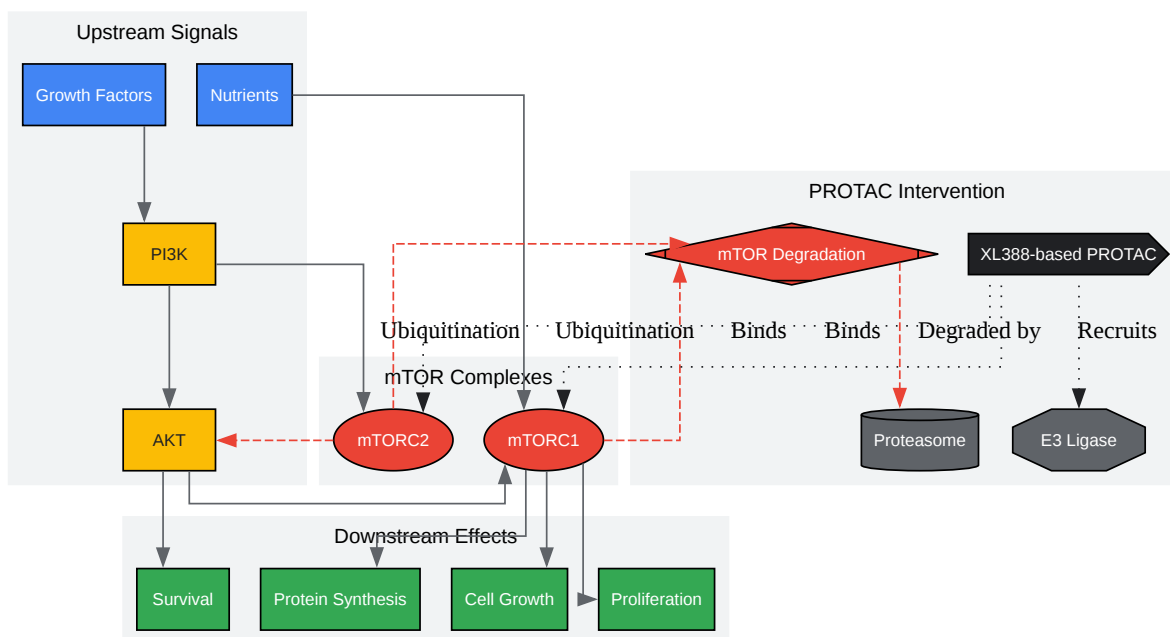 Upstream Signals
Growth Factors
Nutrients
PROTAC Intervention
PI3K
mTOR Degradation
XL388-based PROTAC
Ubiquitination
Ubiquitination
Binds
Binds
Degraded by
Recruits
mTOR Complexes
AKT
mTORC2
mTORC1
Proteasome
E3 Ligase
Downstream Effects
Survival
Protein Synthesis
Cell Growth
Proliferation